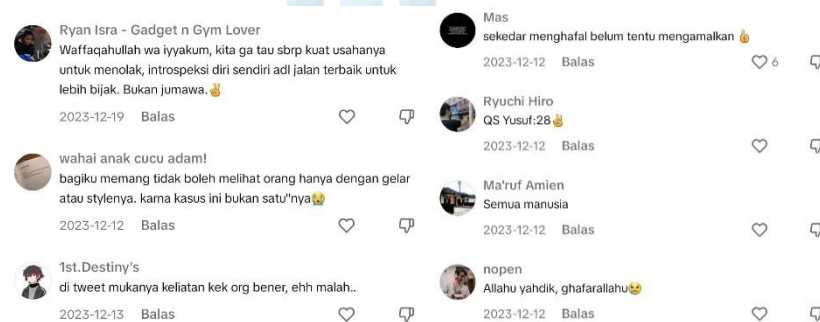 Ryan Isra - Gadget n Gym Lover
Waffaqahullah wa iyyakum, kita ga tau sbrp kuat usahanya
untuk menolak, introspeksi diri sendiri adl jalan terbaik untuk
lebih bijak. Bukan jumawa.✌️
2023-12-19 Balas
wahai anak cucu adam!
bagiku memang tidak boleh melihat orang hanya dengan gelar
atau stylenya. karna kasus ini bukan satu"nya😭
2023-12-12 Balas
1st.Destiny's
di tweet mukanya keliatan kek org bener, ehh malah..
2023-12-13 Balas
Mas
sekedar menghafal belum tentu mengamalkan 👍
2023-12-12 Balas 6
Ryuchi Hiro
QS Yusuf:28✌️
2023-12-12 Balas
Ma'ruf Amien
Semua manusia
2023-12-12 Balas
nopen
Allahu yahdik, ghafarallahu😢
2023-12-12 Balas